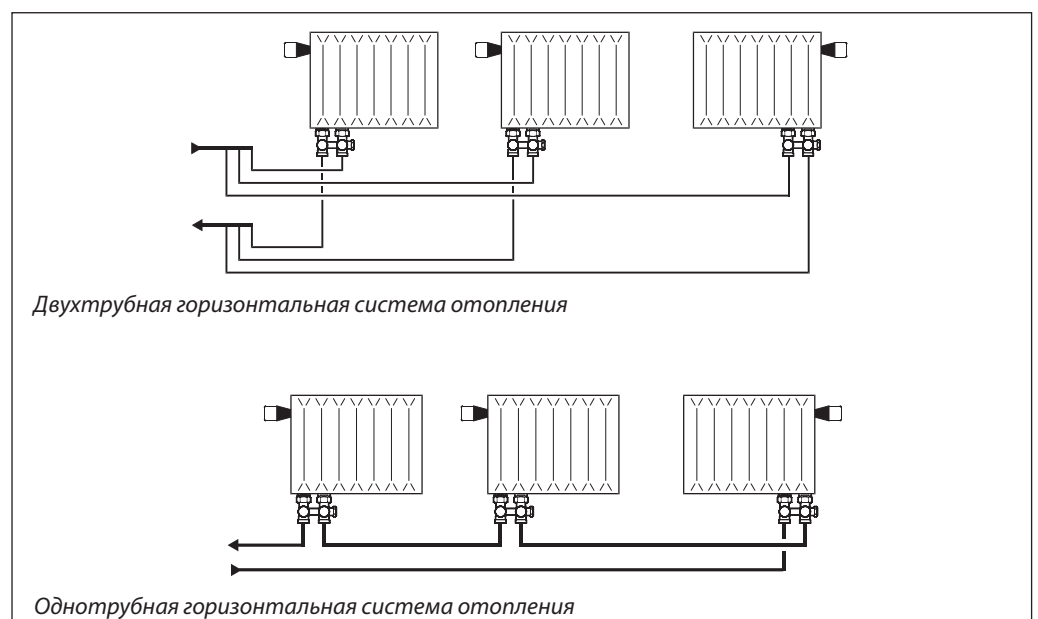 Двухтрубная горизонтальная система отопления
Однотрубная горизонтальная система отопления